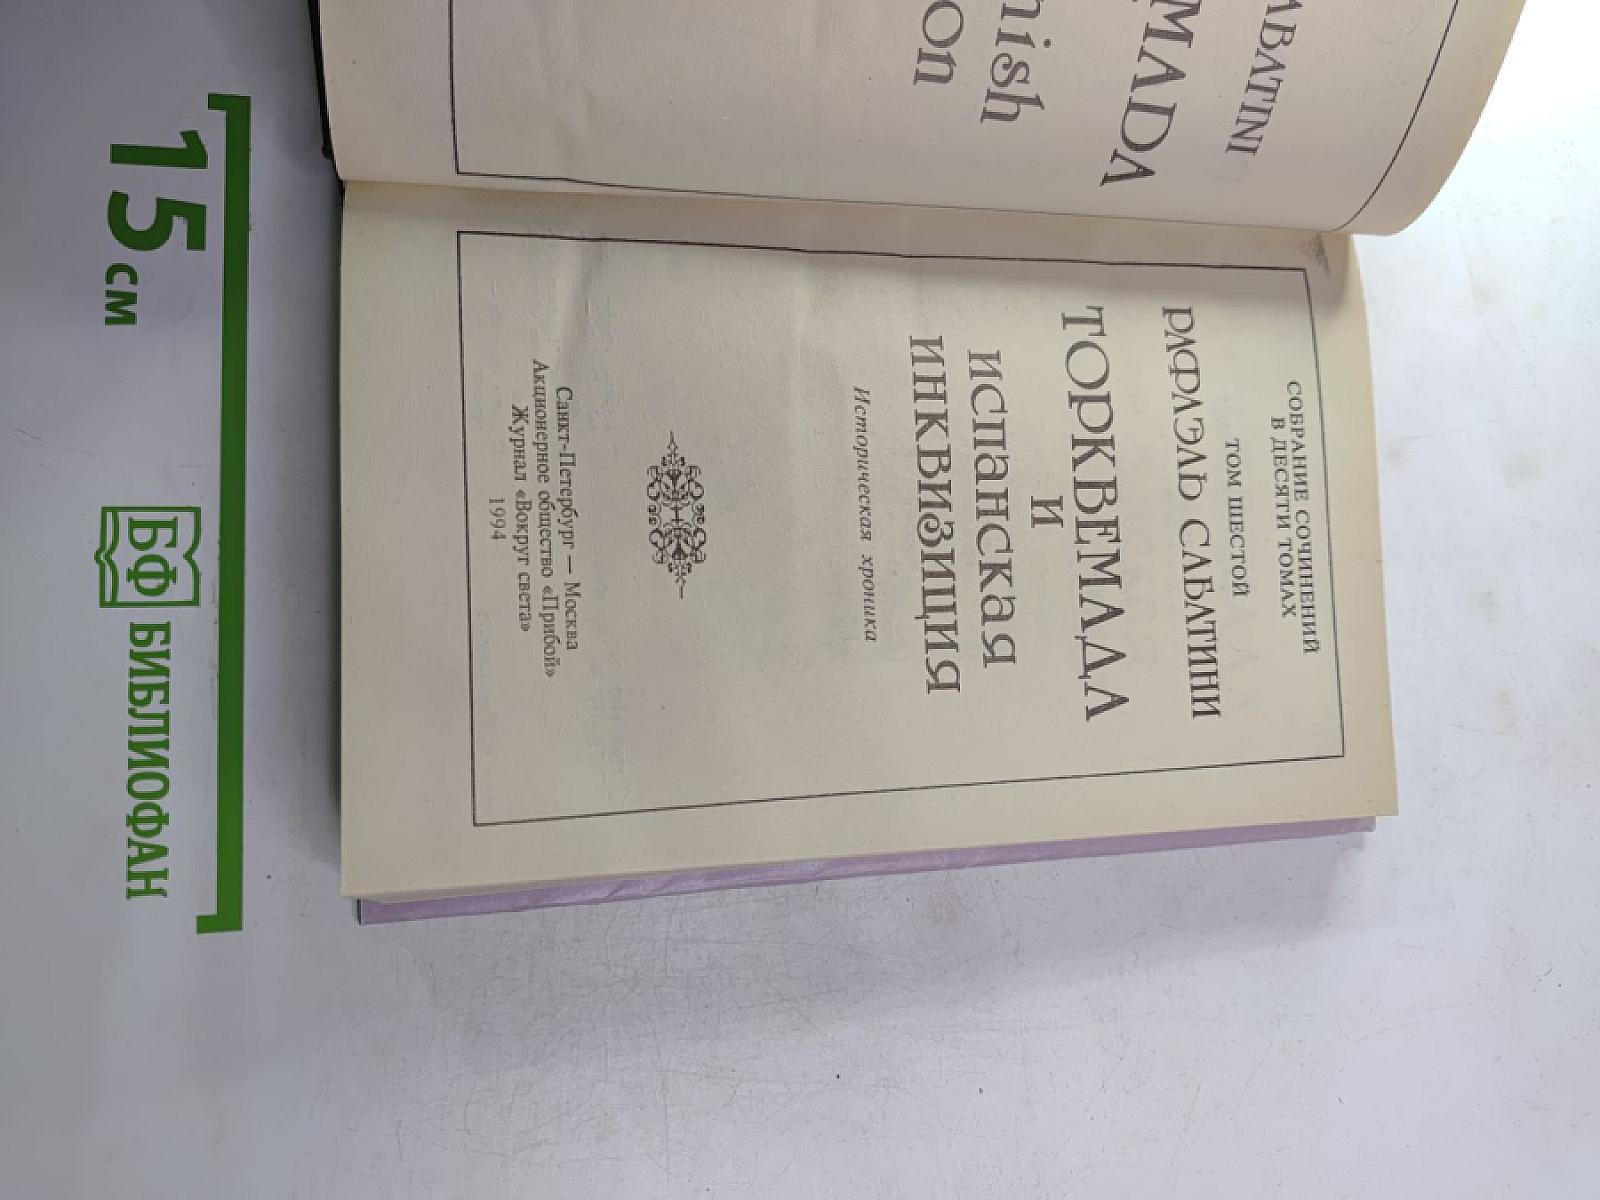 ABATINI
MADA
nish
on
СОБРАНИЕ СОЧИНЕНИЙ
В ДЕСЯТИ ТОМАХ
ТОМ ШЕСТОЙ
РАФАЭЛЬ САБАТИНИ
ТОРКВЕМАДА
И
ИСПАНСКАЯ
ИНКВИЗИЦИЯ
Историческая хроника
Санкт-Петербург — Москва
Акционерное общество «Прибой»
Журнал «Вокруг света»
1994
15 см
БФ БИБЛИОФАН